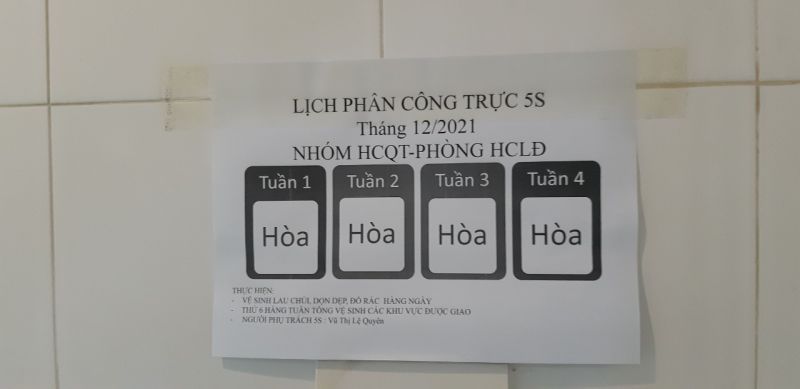 LỊCH PHÂN CÔNG TRỰC 5S
Tháng 12/2021
NHÓM HCQT-PHÒNG HCLĐ
Tuần 1 Tuần 2 Tuần 3 Tuần 4
Hòa Hòa Hòa Hòa
THỰC HIỆN:
- VỆ SINH LAU CHÙI, DỌN DẸP, ĐỔ RÁC HÀNG NGÀY
- THỨ 6 HÀNG TUẦN TỔNG VỆ SINH CÁC KHU VỰC ĐƯỢC GIAO
- NGƯỜI PHỤ TRÁCH 5S : Vũ Thị Lệ Quyên